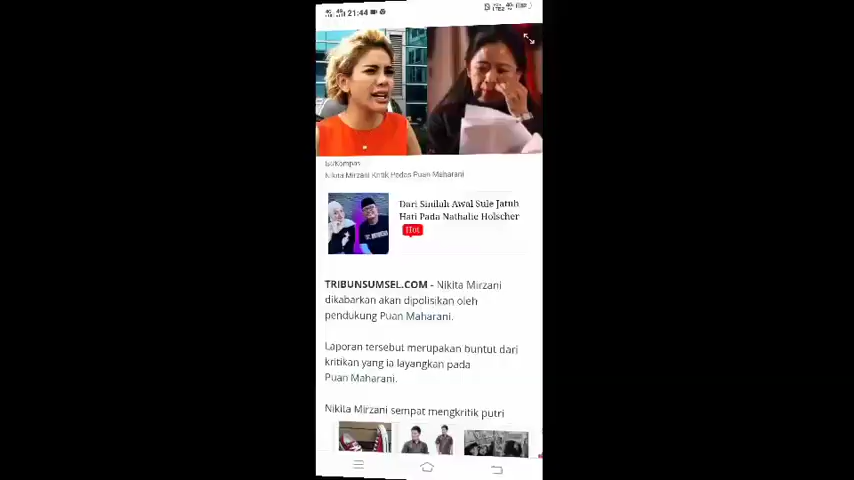 21:44
Nikita Mirzani Kritik Pedas Puan Maharani
Dari Sinilah Awal Sule Jatuh
Hati Pada Nathalie Holscher
Hot
TRIBUNSUMSEL.COM - Nikita Mirzani
dikabarkan akan dipolisikan oleh
pendukung Puan Maharani.
Laporan tersebut merupakan buntut dari
kritikan yang ia layangkan pada
Puan Maharani.
Nikita Mirzani sempat mengkritik putri